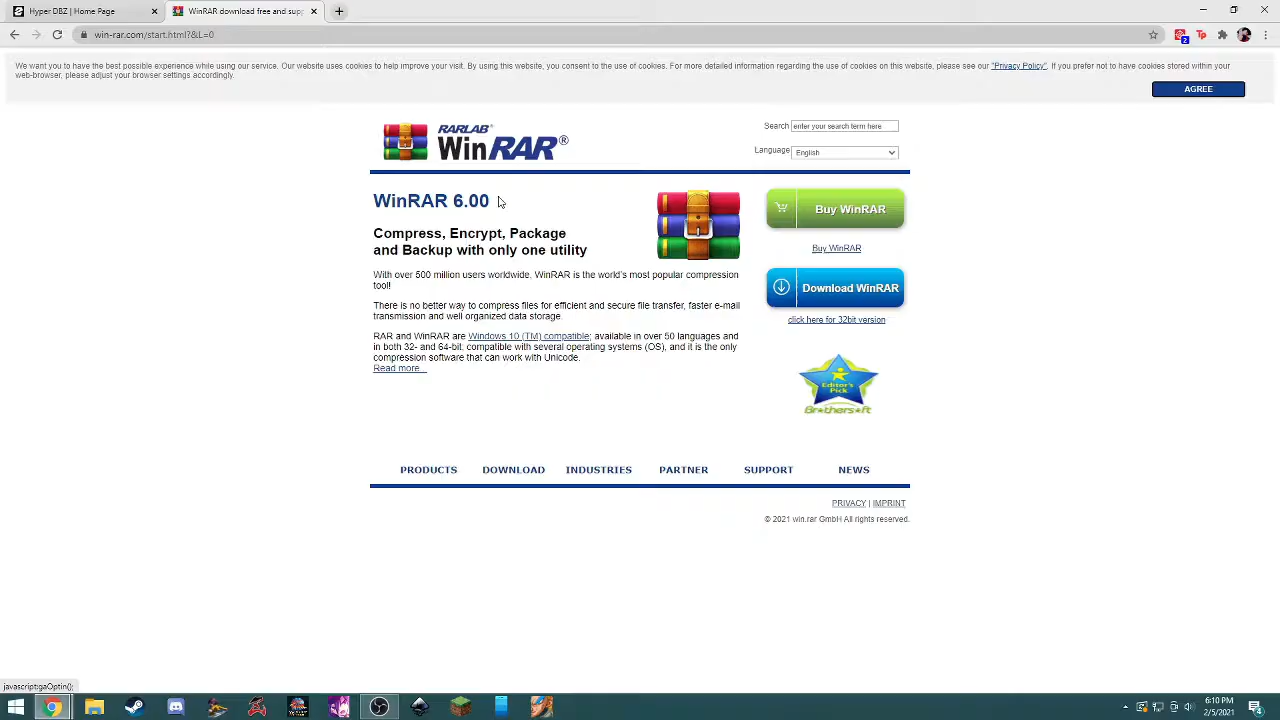 Hyper DBZ | Home Page
WinRAR download free and supp
win-rar.com/start.html?&L=0
2
Tp
We want you to have the best possible experience while using our service. Our website uses cookies to help improve your visit. By using this website, you consent to the use of cookies. For more detailed information regarding the use of cookies on this website, please see our "Privacy Policy". If you prefer not to have cookies stored within your
web-browser, please adjust your browser settings accordingly.
AGREE
RARLAB®
WinRAR®
Search enter your search term here
Language English
WinRAR 6.00
Compress, Encrypt, Package
and Backup with only one utility
With over 500 million users worldwide, WinRAR is the world's most popular compression
tool!
There is no better way to compress files for efficient and secure file transfer, faster e-mail
transmission and well organized data storage.
RAR and WinRAR are Windows 10 (TM) compatible; available in over 50 languages and
in both 32- and 64-bit; compatible with several operating systems (OS), and it is the only
compression software that can work with Unicode.
Read more...
Buy WinRAR
Buy WinRAR
Download WinRAR
click here for 32bit version
Editor's
Pick
Brothersoft
PRODUCTS DOWNLOAD INDUSTRIES PARTNER SUPPORT NEWS
PRIVACY | IMPRINT
© 2021 win.rar GmbH All rights reserved.
javascript:gaOptin();
6:10 PM
2/5/2021
4